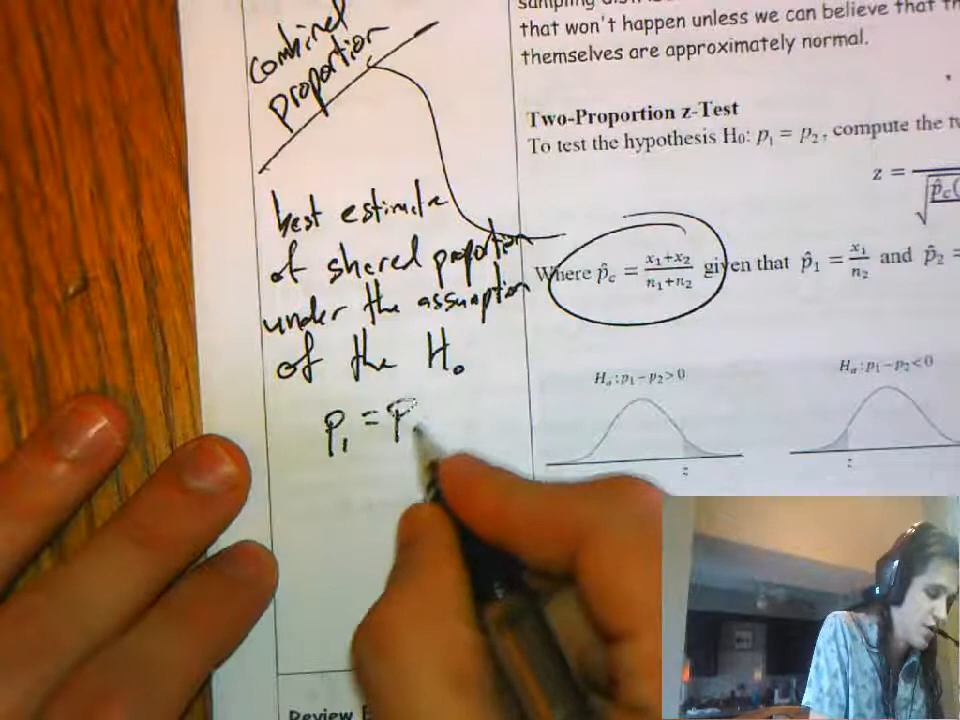 combined
proportion
best estimate
of shared proportion
under the assumption
of the H₀
p₁ = p
that won't happen unless we can believe that
themselves are approximately normal.
Two-Proportion z-Test
To test the hypothesis H₀: p₁ = p₂, compute the
z =
√p̂c(
Where p̂c = (x₁+x₂)/(n₁+n₂) given that p̂₁ = x₁/n₂ and p̂₂ =
Hₐ: p₁ − p₂ > 0
Hₐ: p₁ − p₂ < 0
z
z
Review